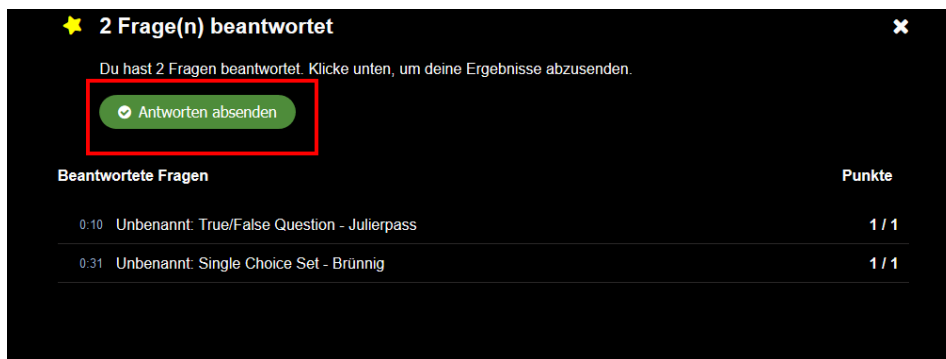 2 Frage(n) beantwortet
Du hast 2 Fragen beantwortet. Klicke unten, um deine Ergebnisse abzusenden.
Antworten absenden
Beantwortete Fragen Punkte
0:10 Unbenannt: True/False Question - Julierpass 1 / 1
0:31 Unbenannt: Single Choice Set - Brünnig 1 / 1